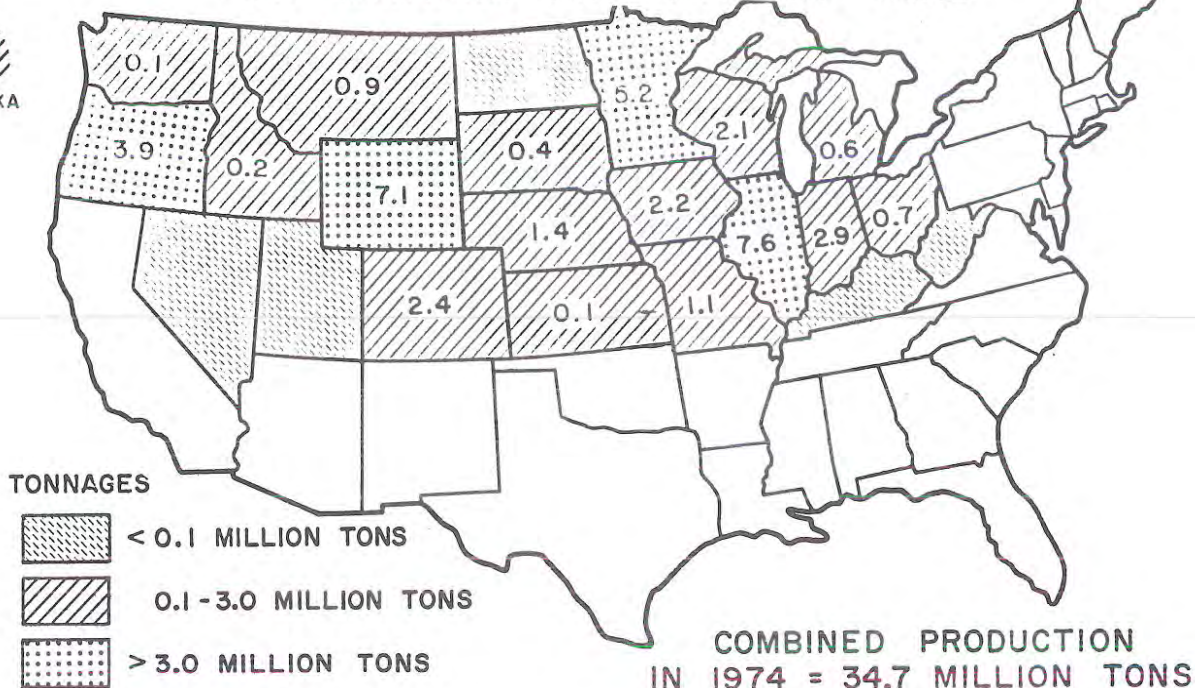 KA
0.1
0.9
5.2
3.9
0.2
7.1
0.4
2.1
0.6
2.2
1.4
7.6
2.9
0.7
2.4
0.1
1.1
TONNAGES
< 0.1 MILLION TONS
0.1 - 3.0 MILLION TONS
> 3.0 MILLION TONS
COMBINED PRODUCTION
IN 1974 = 34.7 MILLION TONS